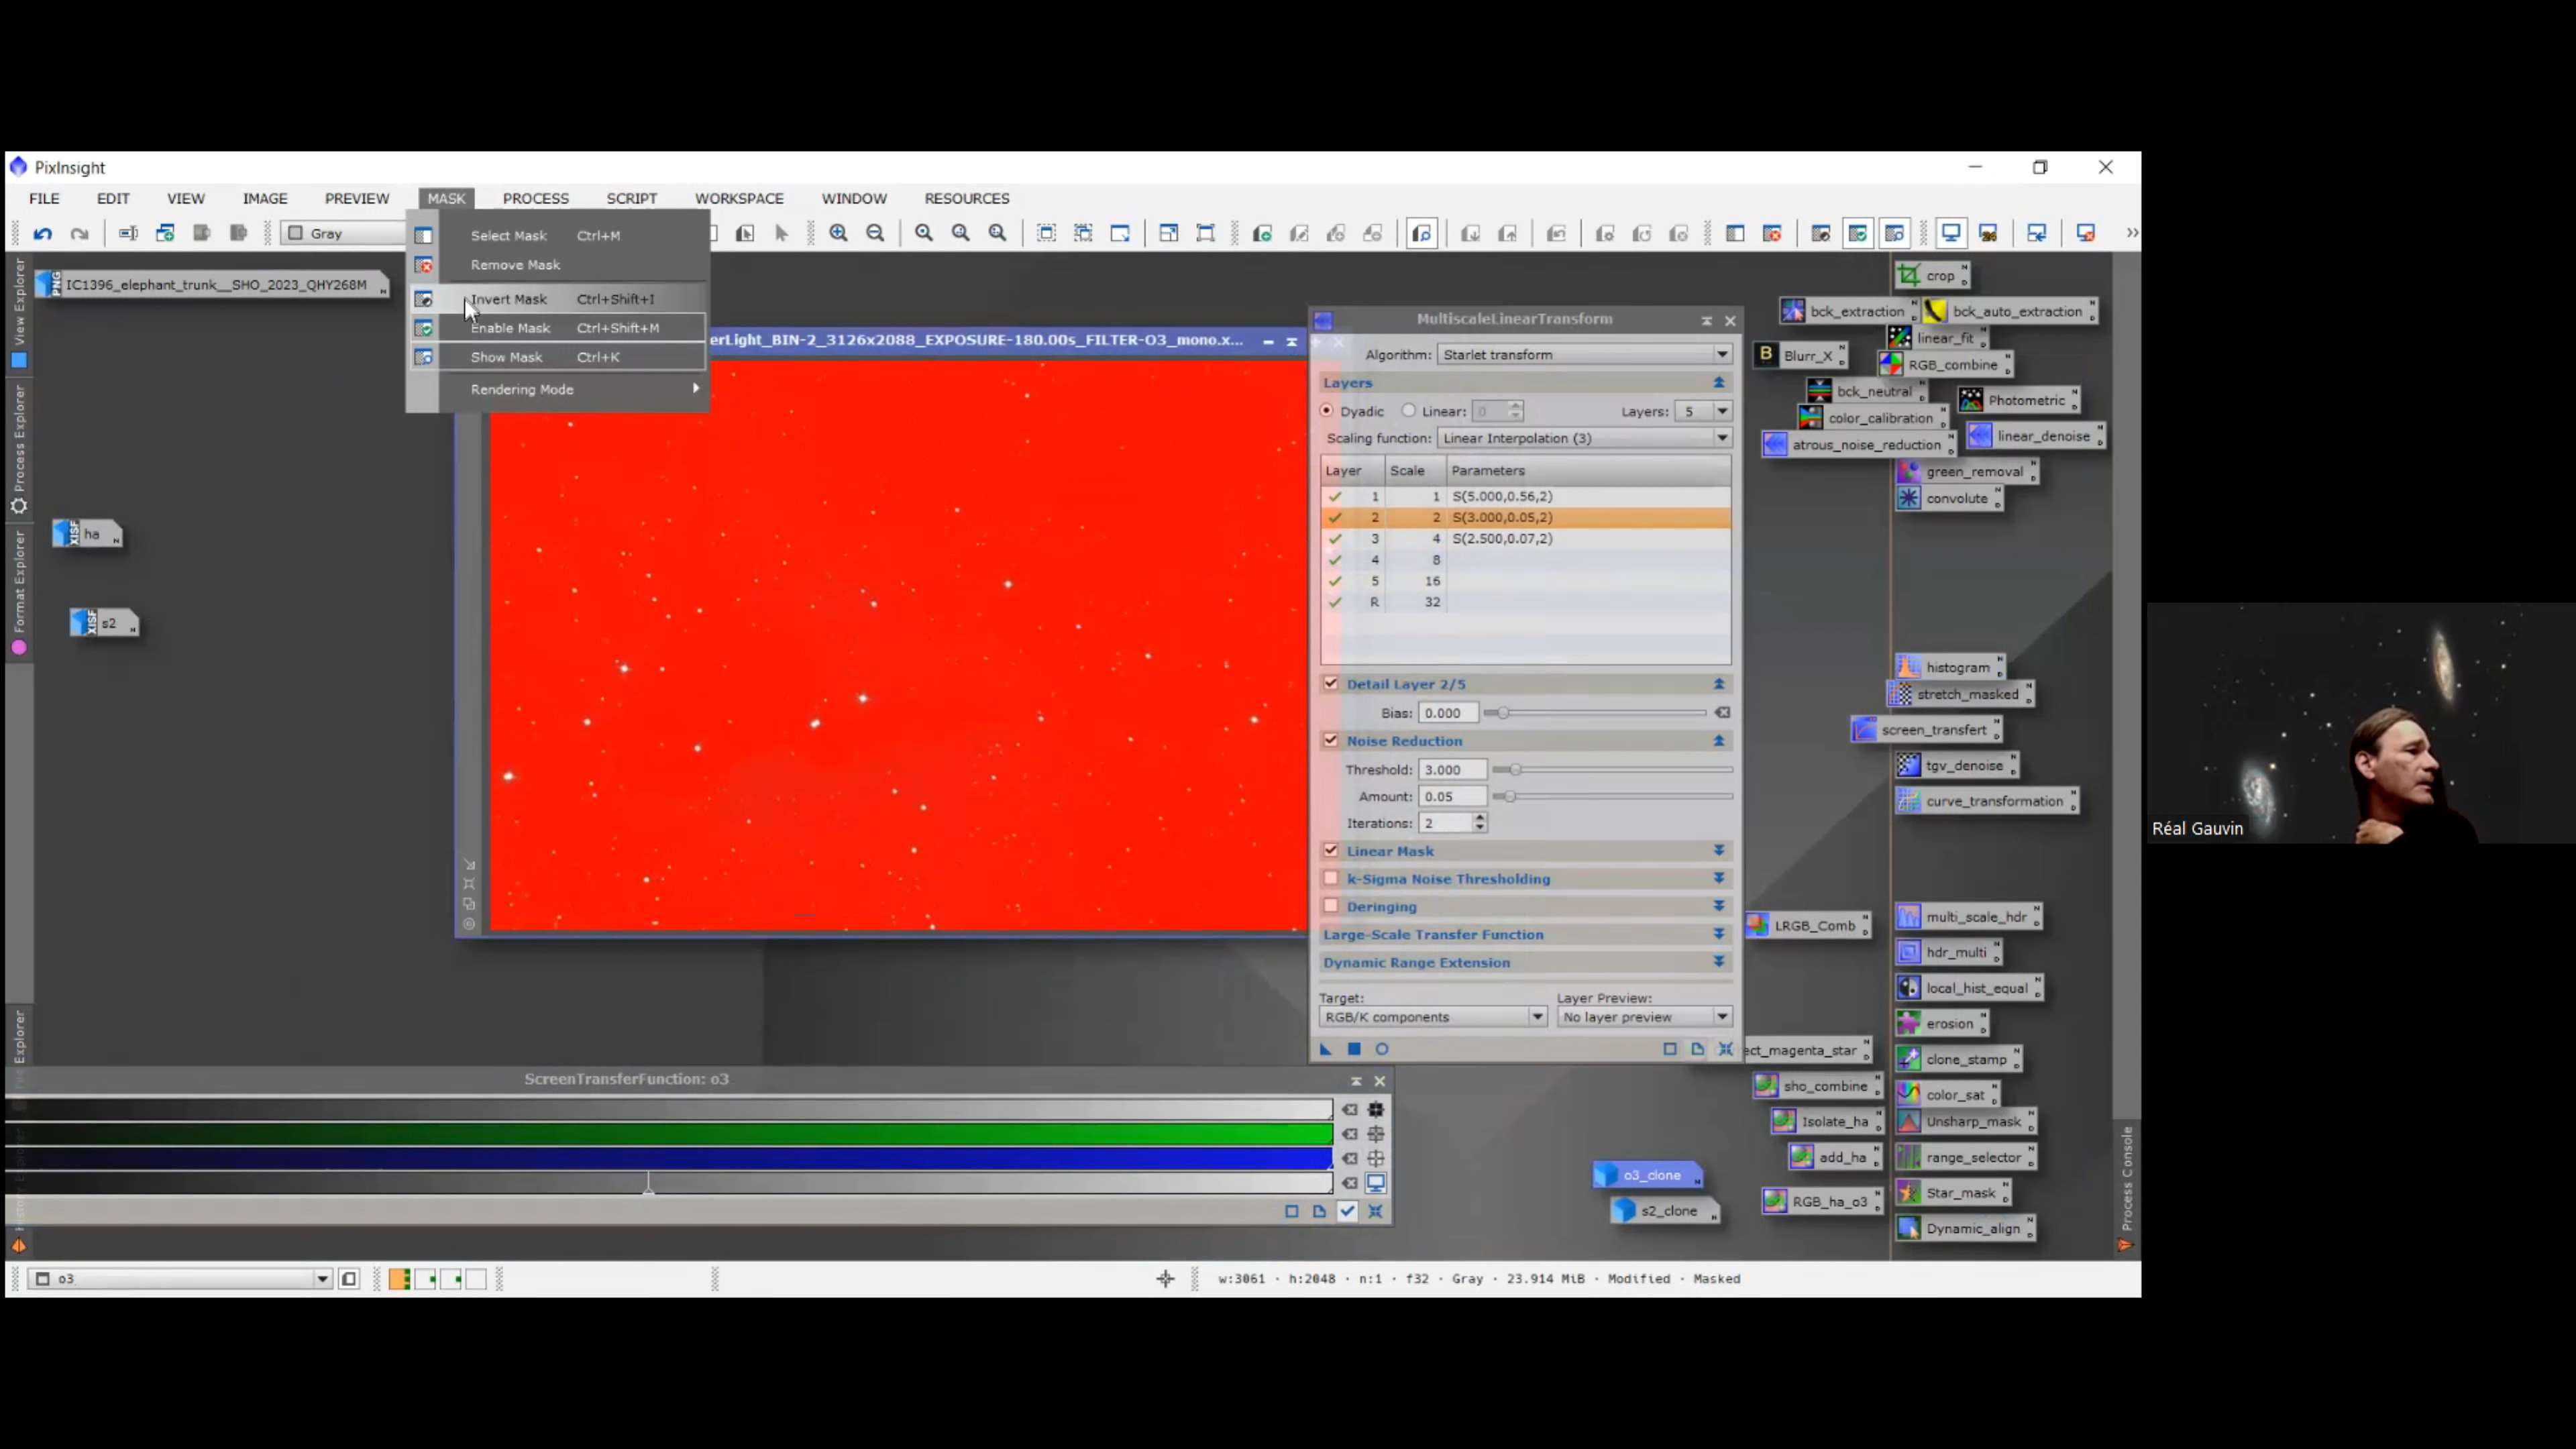 PixInsight
FILE EDIT VIEW IMAGE PREVIEW MASK PROCESS SCRIPT WORKSPACE WINDOW RESOURCES
Gray
Select Mask Ctrl+M
Remove Mask
Invert Mask Ctrl+Shift+I
Enable Mask Ctrl+Shift+M
Show Mask Ctrl+K
Rendering Mode
View Explorer
Process Explorer
Format Explorer
File Explorer
History Explorer
PNG
IC1396_elephant_trunk__SHO_2023_QHY268M
XISF
ha
XISF
s2
erLight_BIN-2_3126x2088_EXPOSURE-180.00s_FILTER-O3_mono.x...
MultiscaleLinearTransform
Algorithm: Starlet transform
Layers
Dyadic Linear: 0 Layers: 5
Scaling function: Linear Interpolation (3)
Layer Scale Parameters
1 1 S(5.000,0.56,2)
2 2 S(3.000,0.05,2)
3 4 S(2.500,0.07,2)
4 8
5 16
R 32
Detail Layer 2/5
Bias: 0.000
Noise Reduction
Threshold: 3.000
Amount: 0.05
Iterations: 2
Linear Mask
k-Sigma Noise Thresholding
Deringing
Large-Scale Transfer Function
Dynamic Range Extension
Target: Layer Preview:
RGB/K components No layer preview
crop
bck_extraction
bck_auto_extraction
linear_fit
B Blurr_X
RGB_combine
bck_neutral
Photometric
color_calibration
linear_denoise
atrous_noise_reduction
green_removal
convolute
histogram
stretch_masked
screen_transfert
tgv_denoise
curve_transformation
multi_scale_hdr
LRGB_Comb
hdr_multi
local_hist_equal
erosion
ect_magenta_star
clone_stamp
sho_combine
color_sat
Isolate_ha
Unsharp_mask
add_ha
range_selector
RGB_ha_o3
Star_mask
Dynamic_align
o3_clone
s2_clone
Process Console
ScreenTransferFunction: o3
o3
w:3061 · h:2048 · n:1 · f32 · Gray · 23.914 MiB · Modified · Masked
Réal Gauvin